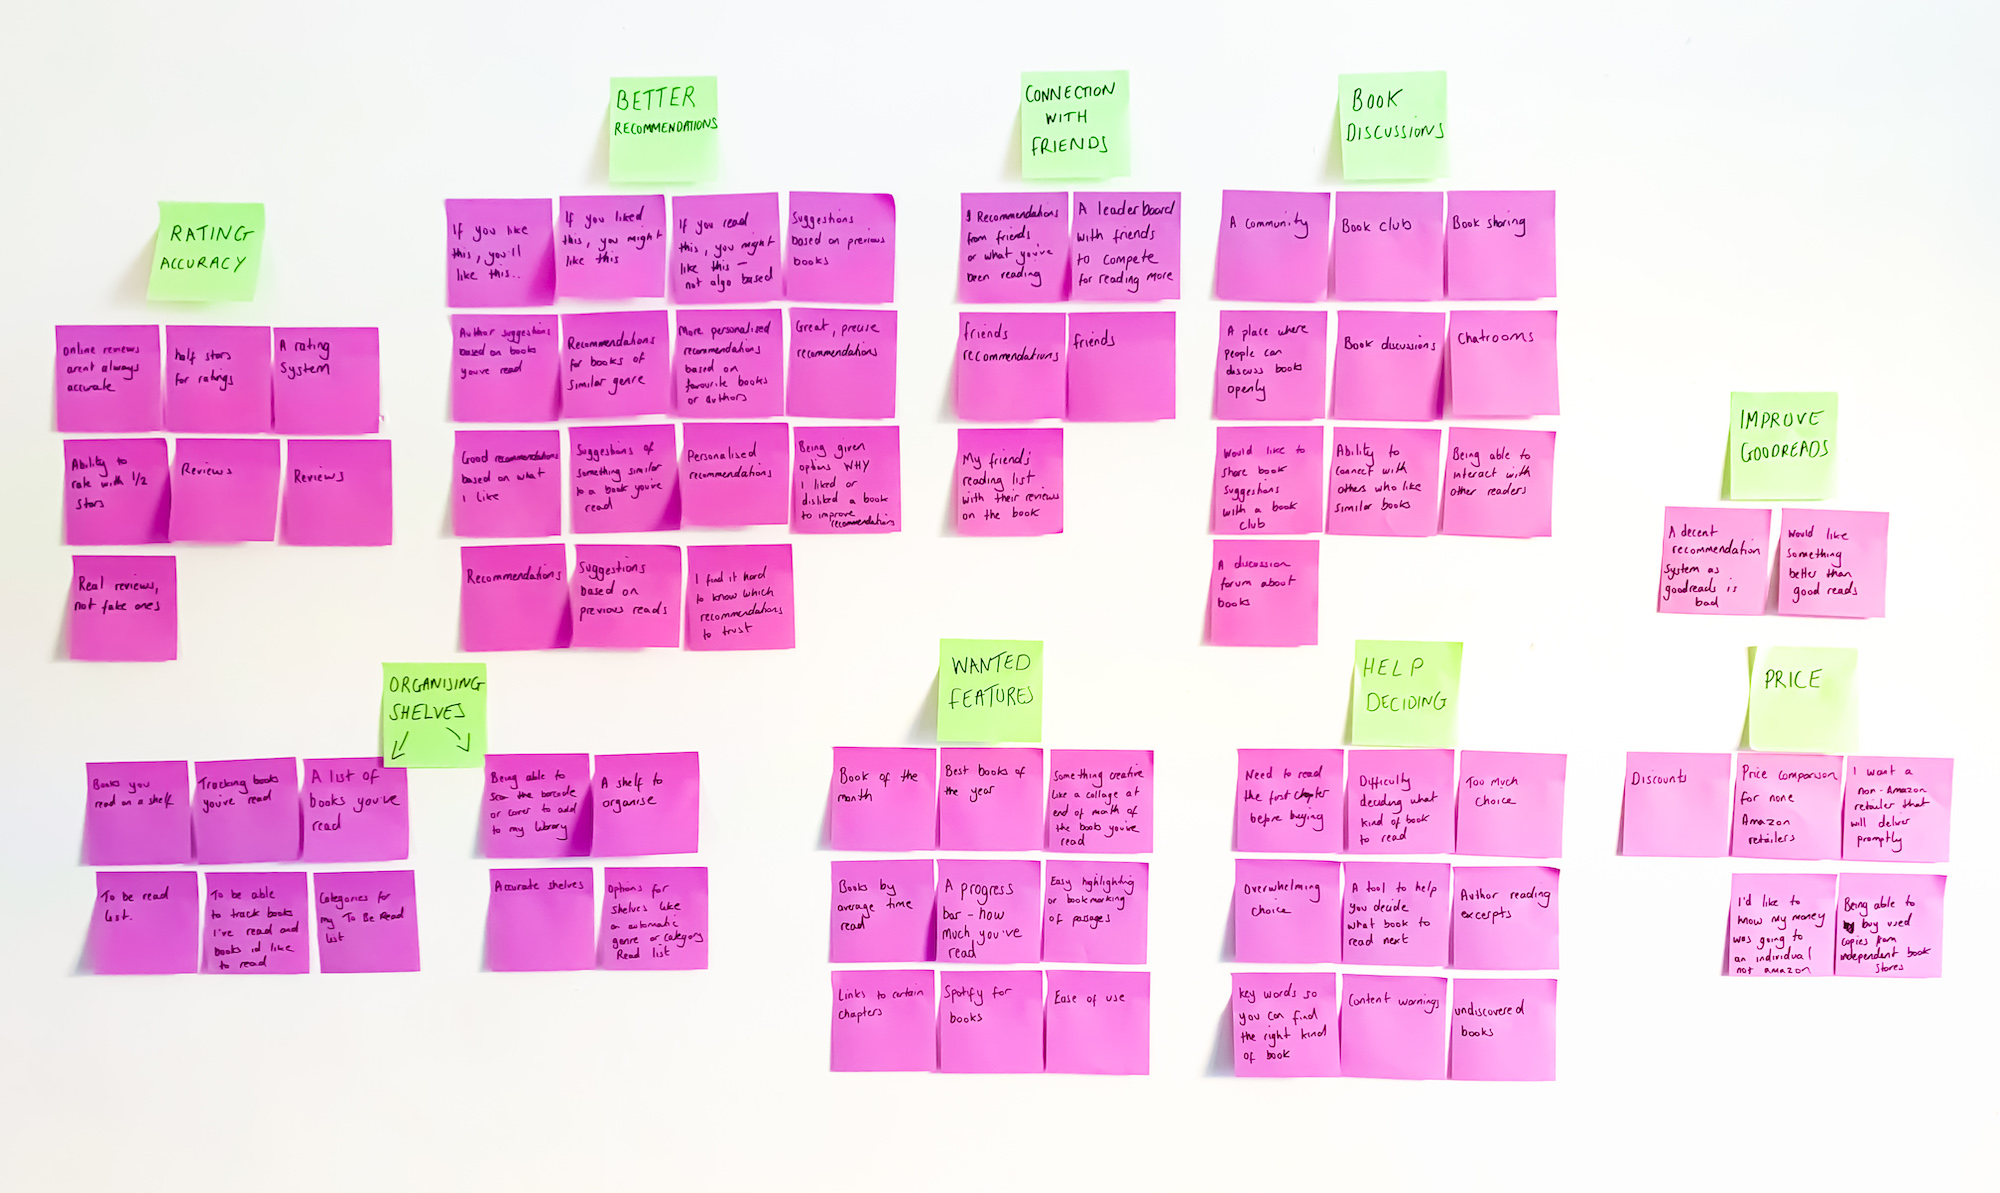 RATING
ACCURACY
online reviews
arent always
accurate
half stars
for ratings
A rating
System
Ability to
rate with 1/2
stars
Reviews
Reviews
Real reviews,
not fake ones
BETTER
RECOMMENDATIONS
If you like
this, you'll
like this..
If you liked
this, you might
like this
If you read
this, you might
like this –
not algo based
Suggestions
based on previous
books
Author suggestions
based on books
you've read
Recommendations
for books of
similar genre
More personalised
recommendations
based on
favourite books
or authors
Great, precise
recommendations
Good recommendations
based on what
I like
Suggestions of
something similar
to a book you've
read
Personalised
recommendations
Being given
options WHY
I liked or
disliked a book
to improve
recommendations
Recommendations
Suggestions
based on
previous reads
I find it hard
to know which
recommendations
to trust
CONNECTION
WITH
FRIENDS
Recommendations
from friends
or what you've
been reading
A leaderboard
with friends
to compete
for reading more
friends
recommendations
friends
My friends
reading list
with their reviews
on the book
BOOK
DISCUSSIONS
A community
Book club
Book sharing
A place where
people can
discuss books
openly
Book discussions
Chatrooms
Would like to
share book
suggestions
with a book
club
Ability to
connect with
others who like
similar books
Being able to
interact with
other readers
A discussion
forum about
books
IMPROVE
GOODREADS
A decent
recommendation
system as
goodreads is
bad
Would like
something
better than
good reads
ORGANISING
SHELVES
Books you
read on a shelf
Tracking books
you've read
A list of
books you've
read
Being able to
scan the barcode
or cover to add
to my library
A shelf to
organise
To be read
list.
To be able
to track books
I've read and
books id like
to read
Categories for
my To Be Read
list
Accurate shelves
Options for
shelves like
an automatic
genre or category
Read list
WANTED
FEATURES
Book of the
month
Best books of
the year
Something creative
like a collage at
end of month of
the books you've
read
Books by
average time
read
A progress
bar – how
much you've
read
Easy highlighting
or bookmarking
of passages
Links to certain
chapters
Spotify for
books
Ease of use
HELP
DECIDING
Need to read
the first chapter
before buying
Difficulty
deciding what
kind of book
to read
Too much
choice
Overwhelming
choice
A tool to help
you decide
what book to
read next
Author reading
excerpts
key words so
you can find
the right kind
of book
Content warnings
undiscovered
books
PRICE
Discounts
Price comparison
for none
Amazon
retailers
I want a
non-Amazon
retailer that
will deliver
promptly
I'd like to
know my money
was going to
an individual
not amazon
Being able to
buy used
copies from
independent book
stores